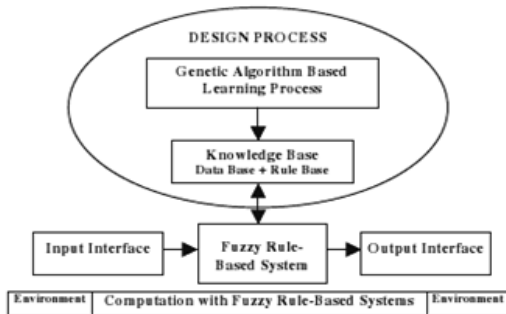 DESIGN PROCESS
Genetic Algorithm Based
Learning Process
Knowledge Base
Data Base + Rule Base
Input Interface
Fuzzy Rule-
Based System
Output Interface
Environment
Computation with Fuzzy Rule-Based Systems
Environment